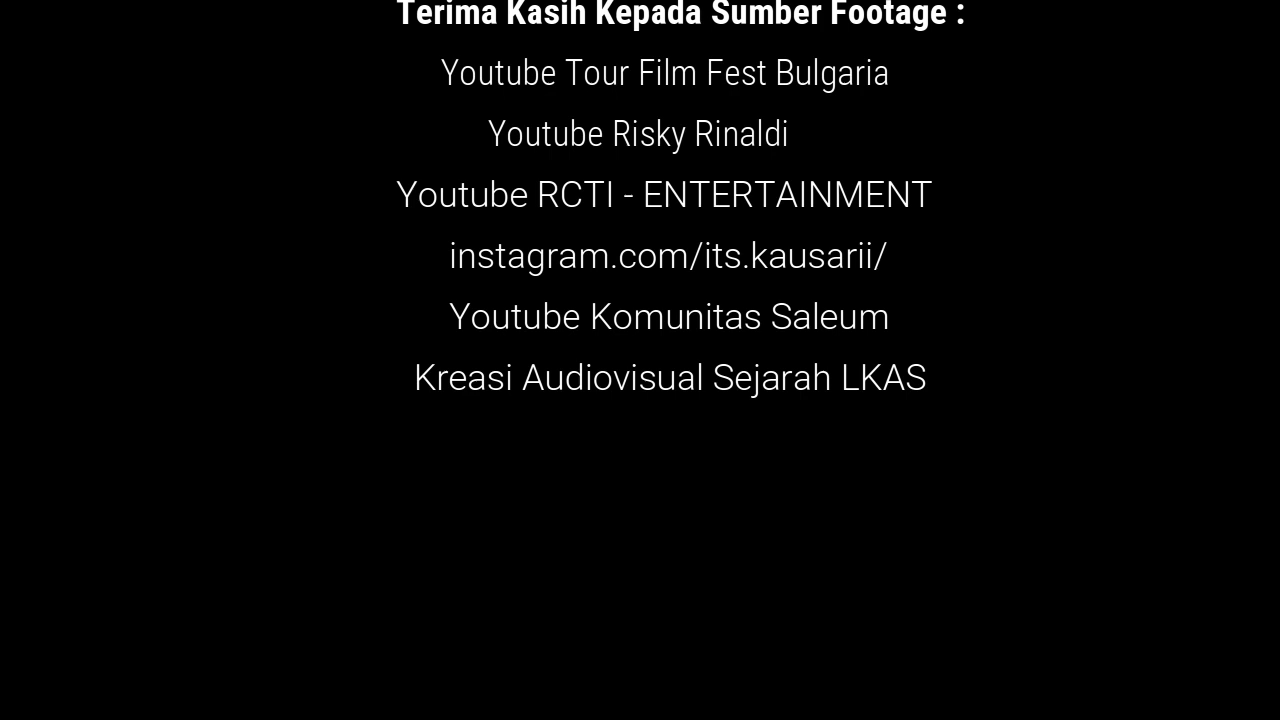 Terima Kasih Kepada Sumber Footage :
Youtube Tour Film Fest Bulgaria
Youtube Risky Rinaldi
Youtube RCTI - ENTERTAINMENT
instagram.com/its.kausarii/
Youtube Komunitas Saleum
Kreasi Audiovisual Sejarah LKAS